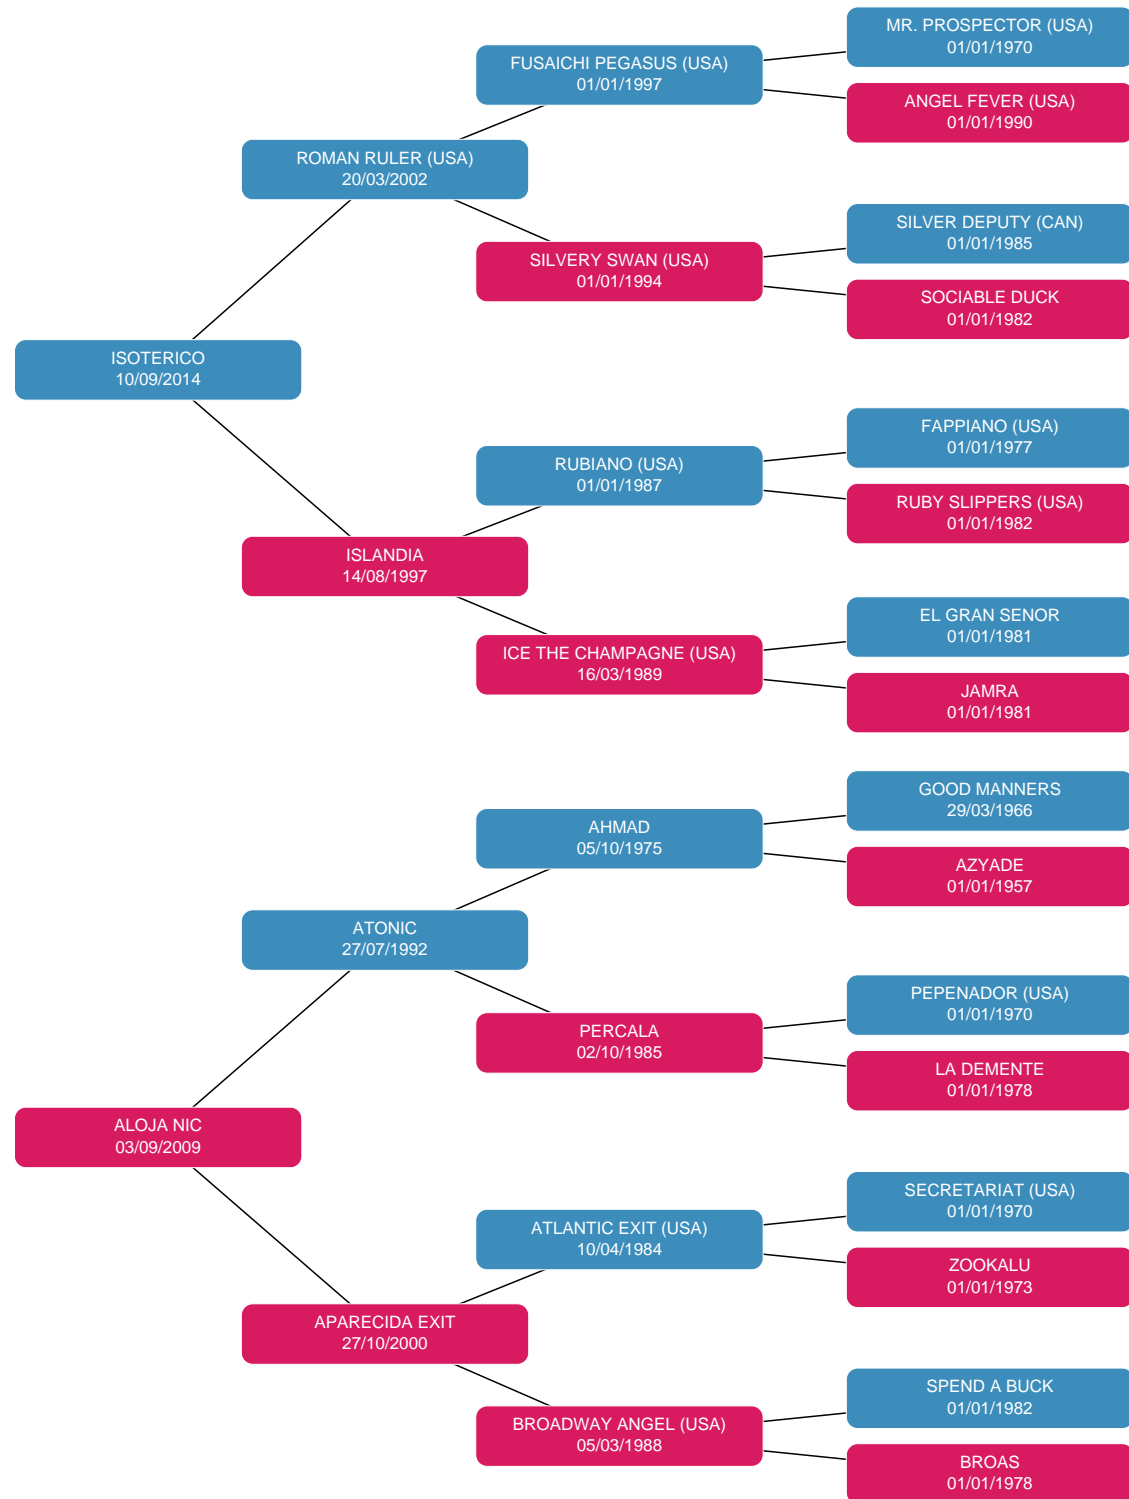 MR. PROSPECTOR (USA)
01/01/1970
FUSAICHI PEGASUS (USA)
01/01/1997
ANGEL FEVER (USA)
01/01/1990
ROMAN RULER (USA)
20/03/2002
SILVER DEPUTY (CAN)
01/01/1985
SILVERY SWAN (USA)
01/01/1994
SOCIABLE DUCK
01/01/1982
ISOTERICO
10/09/2014
FAPPIANO (USA)
01/01/1977
RUBIANO (USA)
01/01/1987
RUBY SLIPPERS (USA)
01/01/1982
ISLANDIA
14/08/1997
EL GRAN SENOR
01/01/1981
ICE THE CHAMPAGNE (USA)
16/03/1989
JAMRA
01/01/1981
GOOD MANNERS
29/03/1966
AHMAD
05/10/1975
AZYADE
01/01/1957
ATONIC
27/07/1992
PEPENADOR (USA)
01/01/1970
PERCALA
02/10/1985
LA DEMENTE
01/01/1978
ALOJA NIC
03/09/2009
SECRETARIAT (USA)
01/01/1970
ATLANTIC EXIT (USA)
10/04/1984
ZOOKALU
01/01/1973
APARECIDA EXIT
27/10/2000
SPEND A BUCK
01/01/1982
BROADWAY ANGEL (USA)
05/03/1988
BROAS
01/01/1978